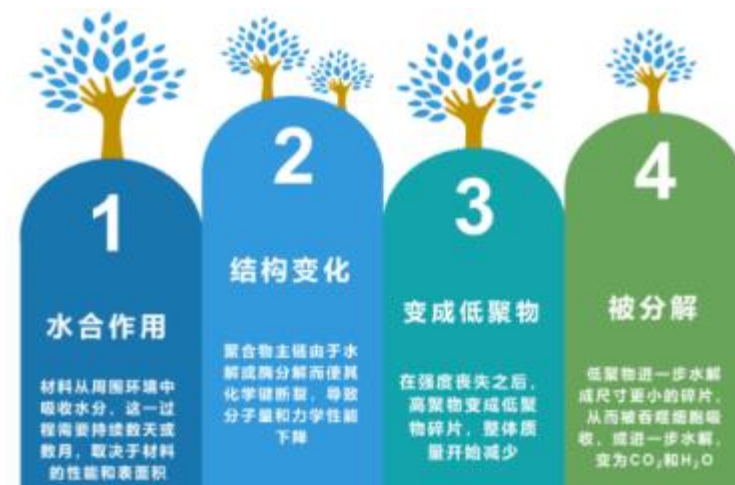 1
水合作用
材料从周围环境中
吸收水分，这一过
程需要持续数天或
数月，取决于材料
的性能和表面积
2
结构变化
聚合物主链由于水
解或酶分解而使其
化学键断裂，导致
分子量和力学性能
下降
3
变成低聚物
在强度丧失之后，
高聚物变成低聚
物碎片，整体质
量开始减少
4
被分解
低聚物进一步水解
成尺寸更小的碎片，
从而被吞噬细胞吸
收，或进一步水解，
变为CO₂和H₂O